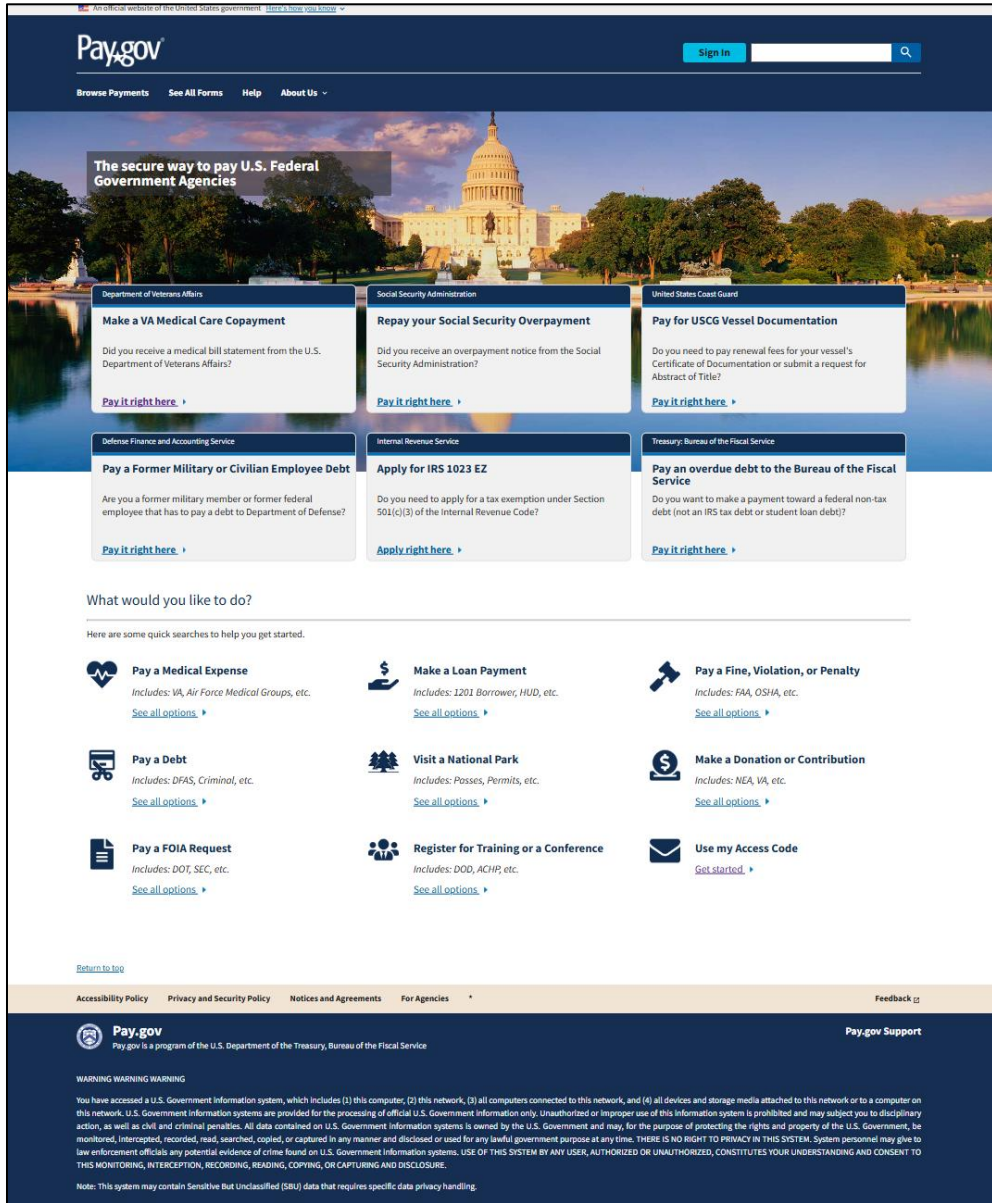 An official website of the United States government Here's how you know
Pay.gov
Sign In
Browse Payments See All Forms Help About Us
The secure way to pay U.S. Federal
Government Agencies
Department of Veterans Affairs
Make a VA Medical Care Copayment
Did you receive a medical bill statement from the U.S.
Department of Veterans Affairs?
Pay it right here
Social Security Administration
Repay your Social Security Overpayment
Did you receive an overpayment notice from the Social
Security Administration?
Pay it right here
United States Coast Guard
Pay for USCG Vessel Documentation
Do you need to pay renewal fees for your vessel's
Certificate of Documentation or submit a request for
Abstract of Title?
Pay it right here
Defense Finance and Accounting Service
Pay a Former Military or Civilian Employee Debt
Are you a former military member or former federal
employee that has to pay a debt to Department of Defense?
Pay it right here
Internal Revenue Service
Apply for IRS 1023 EZ
Do you need to apply for a tax exemption under Section
501(c)(3) of the Internal Revenue Code?
Apply right here
Treasury: Bureau of the Fiscal Service
Pay an overdue debt to the Bureau of the Fiscal
Service
Do you want to make a payment toward a federal non-tax
debt (not an IRS tax debt or student loan debt)?
Pay it right here
What would you like to do?
Here are some quick searches to help you get started.
Pay a Medical Expense
Includes: VA, Air Force Medical Groups, etc.
See all options
Make a Loan Payment
Includes: 1201 Borrower, HUD, etc.
See all options
Pay a Fine, Violation, or Penalty
Includes: FAA, OSHA, etc.
See all options
Pay a Debt
Includes: DFAS, Criminal, etc.
See all options
Visit a National Park
Includes: Passes, Permits, etc.
See all options
Make a Donation or Contribution
Includes: NEA, VA, etc.
See all options
Pay a FOIA Request
Includes: DOT, SEC, etc.
See all options
Register for Training or a Conference
Includes: DOD, ACHP, etc.
See all options
Use my Access Code
Get started
Return to top
Accessibility Policy Privacy and Security Policy Notices and Agreements For Agencies * Feedback
Pay.gov
Pay.gov is a program of the U.S. Department of the Treasury, Bureau of the Fiscal Service
Pay.gov Support
WARNING WARNING WARNING
You have accessed a U.S. Government information system, which includes (1) this computer, (2) this network, (3) all computers connected to this network, and (4) all devices and storage media attached to this network or to a computer on
this network. U.S. Government information systems are provided for the processing of official U.S. Government information only. Unauthorized or improper use of this information system is prohibited and may subject you to disciplinary
action, as well as civil and criminal penalties. All data contained on U.S. Government information systems is owned by the U.S. Government and may, for the purpose of protecting the rights and property of the U.S. Government, be
monitored, intercepted, recorded, read, searched, copied, or captured in any manner and disclosed or used for any lawful government purpose at any time. THERE IS NO RIGHT TO PRIVACY IN THIS SYSTEM. System personnel may give to
law enforcement officials any potential evidence of crime found on U.S. Government information systems. USE OF THIS SYSTEM BY ANY USER, AUTHORIZED OR UNAUTHORIZED, CONSTITUTES YOUR UNDERSTANDING AND CONSENT TO
THIS MONITORING, INTERCEPTION, RECORDING, READING, COPYING, OR CAPTURING AND DISCLOSURE.
Note: This system may contain Sensitive But Unclassified (SBU) data that requires specific data privacy handling.